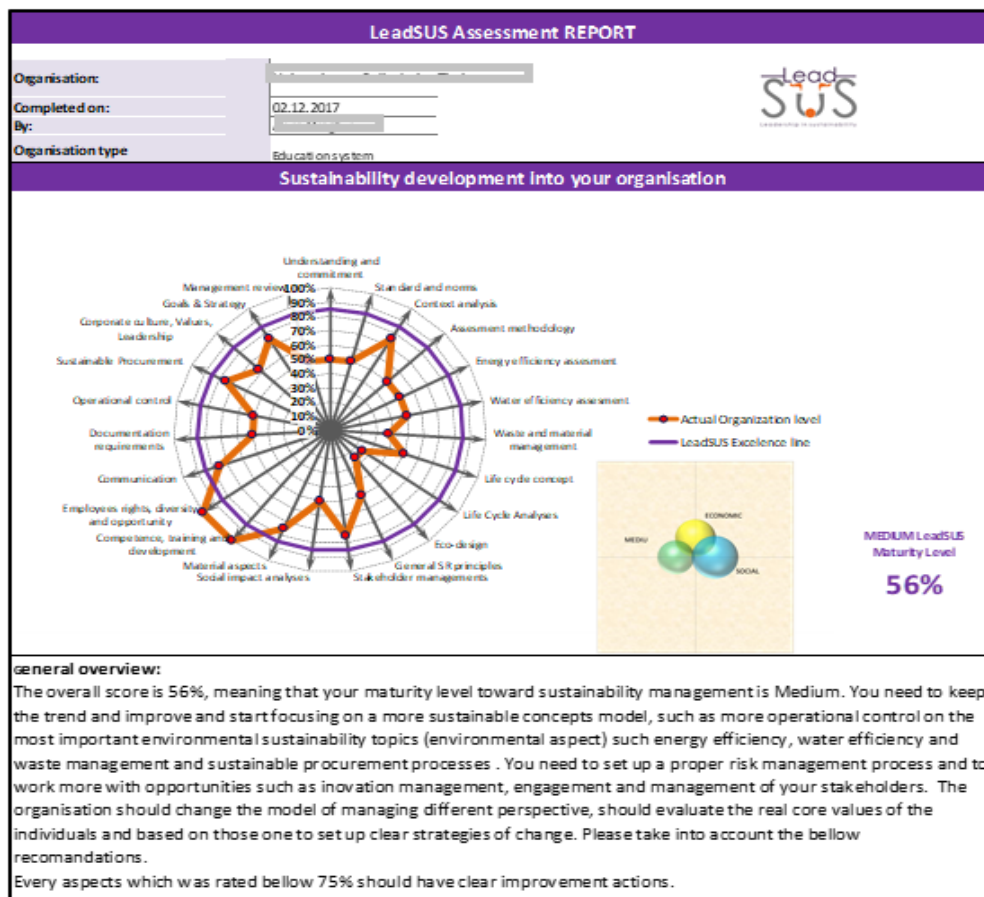 LeadSUS Assessment REPORT
Organisation:
Completed on:
02.12.2017
By:
Organisation type
Education system
Lead
SUS
Leadership in sustainability
Sustainability development into your organisation
Understanding and
commitment
Standard and norms
Context analysis
Assessment methodology
Energy efficiency assesment
Water efficiency assesment
Waste and material
management
Life cycle concept
Life Cycle Analyses
Eco-design
General SR principles
Stakeholder managements
Social impact analyses
Material aspects
Competence, training and
development
Employees rights, diversity
and opportunity
Communication
Documentation
requirements
Operational control
Sustainable Procurement
Corporate culture, Values,
Leadership
Goals & Strategy
Management review
100%
90%
80%
70%
60%
50%
40%
30%
20%
10%
0%
Actual Organization level
LeadSUS Excelence line
ECONOMIC
MEDIU
SOCIAL
MEDIUM LeadSUS
Maturity Level
56%
General overview:
The overall score is 56%, meaning that your maturity level toward sustainability management is Medium. You need to keep
the trend and improve and start focusing on a more sustainable concepts model, such as more operational control on the
most important environmental sustainability topics (environmental aspect) such energy efficiency, water efficiency and
waste management and sustainable procurement processes . You need to set up a proper risk management process and to
work more with opportunities such as inovation management, engagement and management of your stakeholders. The
organisation should change the model of managing different perspective, should evaluate the real core values of the
individuals and based on those one to set up clear strategies of change. Please take into account the bellow
recomandations.
Every aspects which was rated bellow 75% should have clear improvement actions.